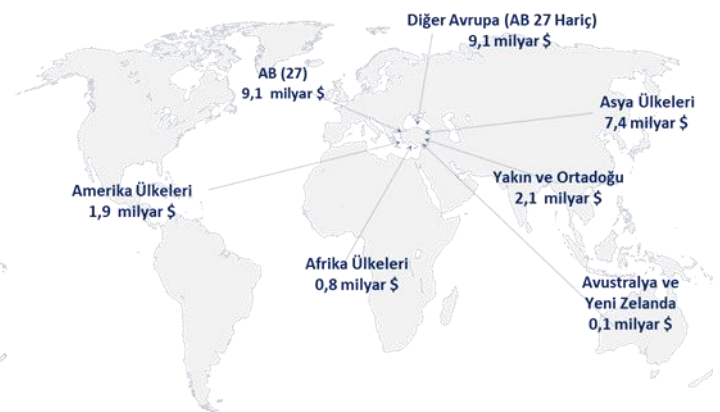 Diğer Avrupa (AB 27 Hariç)
9,1 milyar $
AB (27)
9,1 milyar $
Asya Ülkeleri
7,4 milyar $
Yakın ve Ortadoğu
2,1 milyar $
Amerika Ülkeleri
1,9 milyar $
Afrika Ülkeleri
0,8 milyar $
Avustralya ve
Yeni Zelanda
0,1 milyar $